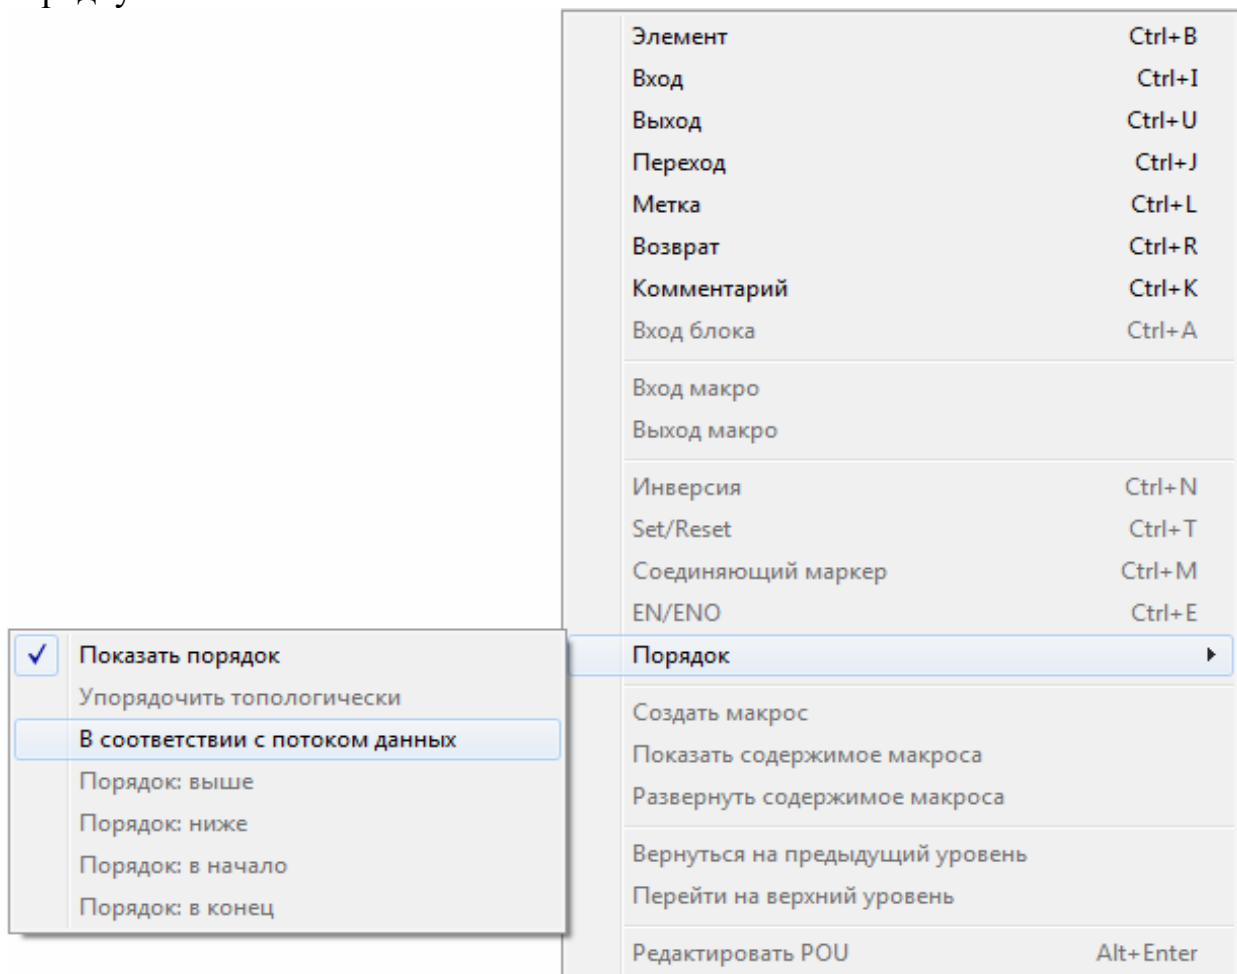 Элемент Ctrl+B
Вход Ctrl+I
Выход Ctrl+U
Переход Ctrl+J
Метка Ctrl+L
Возврат Ctrl+R
Комментарий Ctrl+K
Вход блока Ctrl+A
Вход макро
Выход макро
Инверсия Ctrl+N
Set/Reset Ctrl+T
Соединяющий маркер Ctrl+M
EN/ENO Ctrl+E
Порядок
Показать порядок
Упорядочить топологически
В соответствии с потоком данных
Порядок: выше
Порядок: ниже
Порядок: в начало
Порядок: в конец
Создать макрос
Показать содержимое макроса
Развернуть содержимое макроса
Вернуться на предыдущий уровень
Перейти на верхний уровень
Редактировать POU Alt+Enter